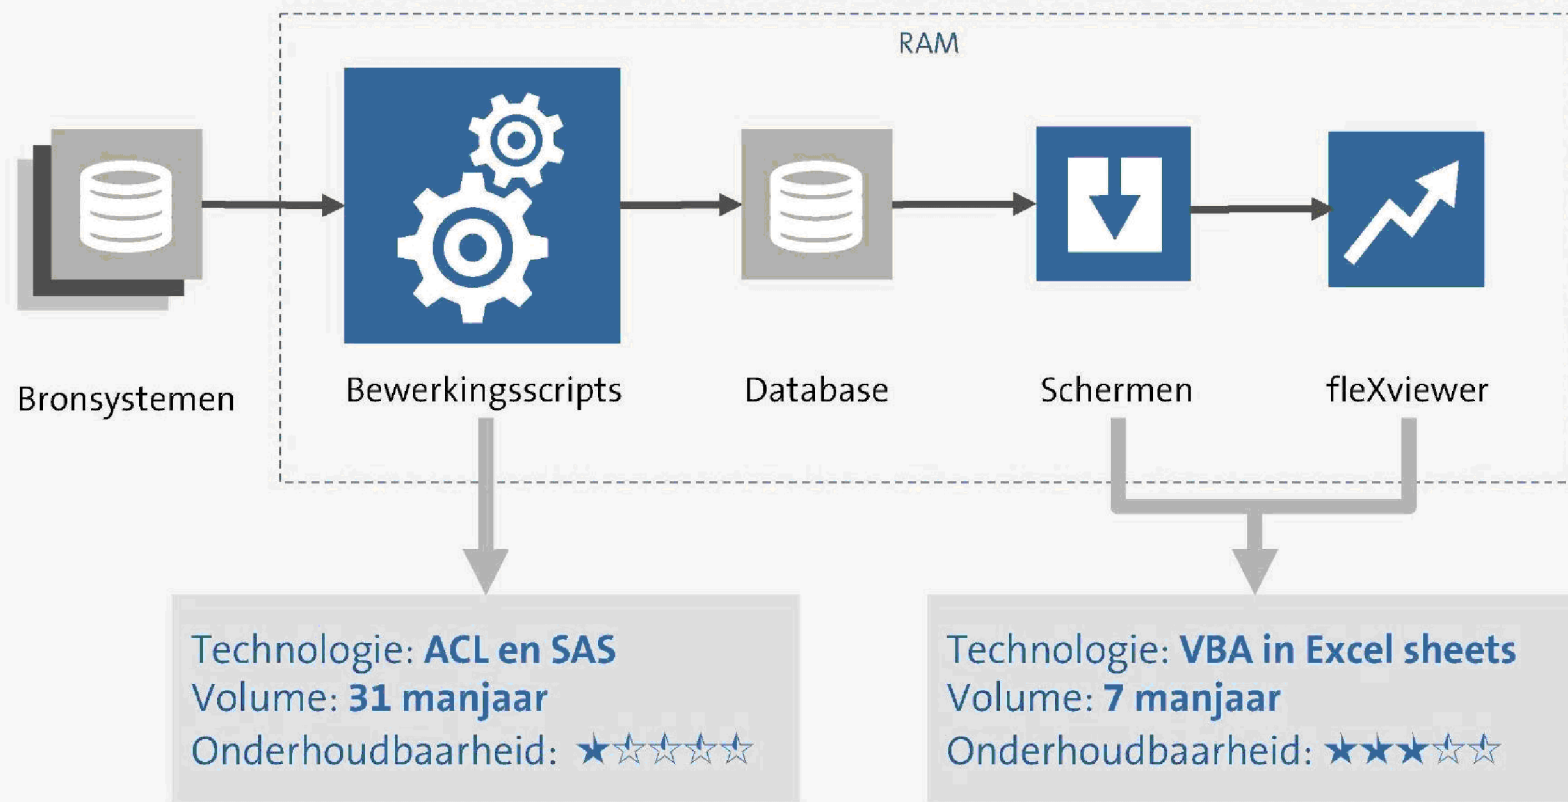 RAM
Bronsystemen
Bewerkingsscripts
Database
Schermen
fleXviewer
Technologie: ACL en SAS
Volume: 31 manjaar
Onderhoudbaarheid:
Technologie: VBA in Excel sheets
Volume: 7 manjaar
Onderhoudbaarheid: